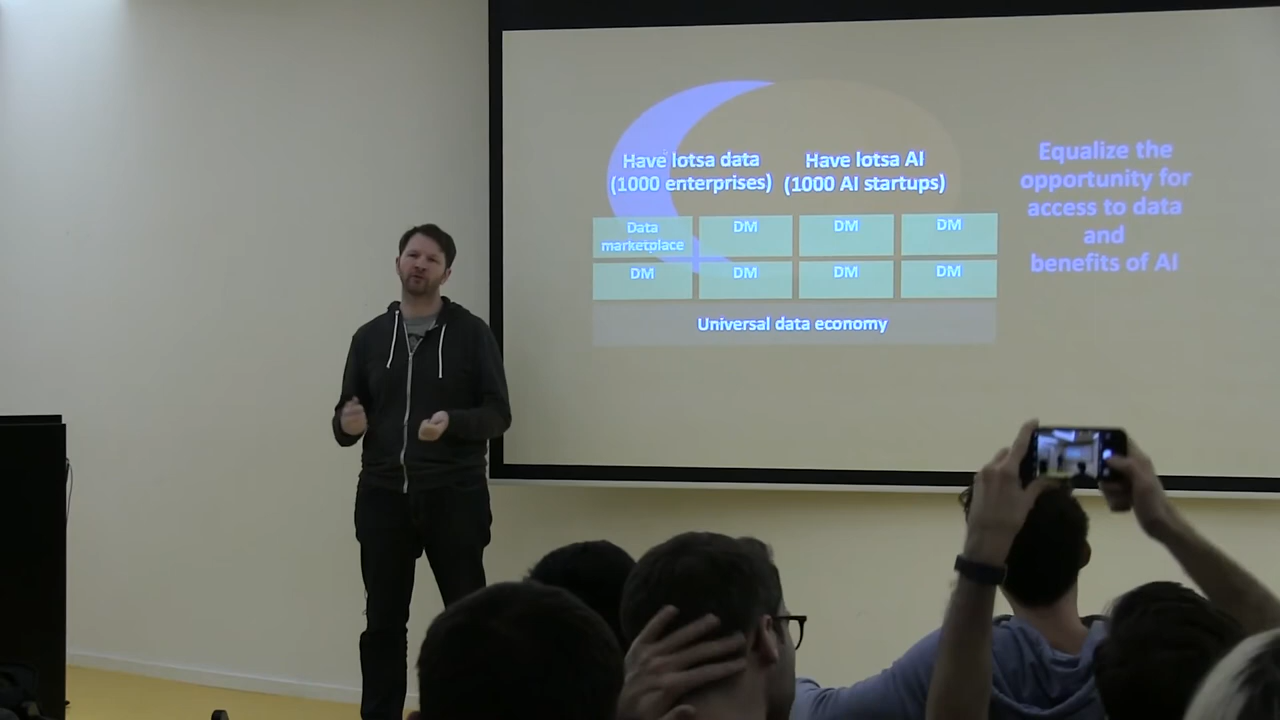 Have lotsa data
(1000 enterprises)
Have lotsa AI
(1000 AI startups)
Data
marketplace
DM
DM
DM
DM
DM
DM
DM
Universal data economy
Equalize the
opportunity for
access to data
and
benefits of AI